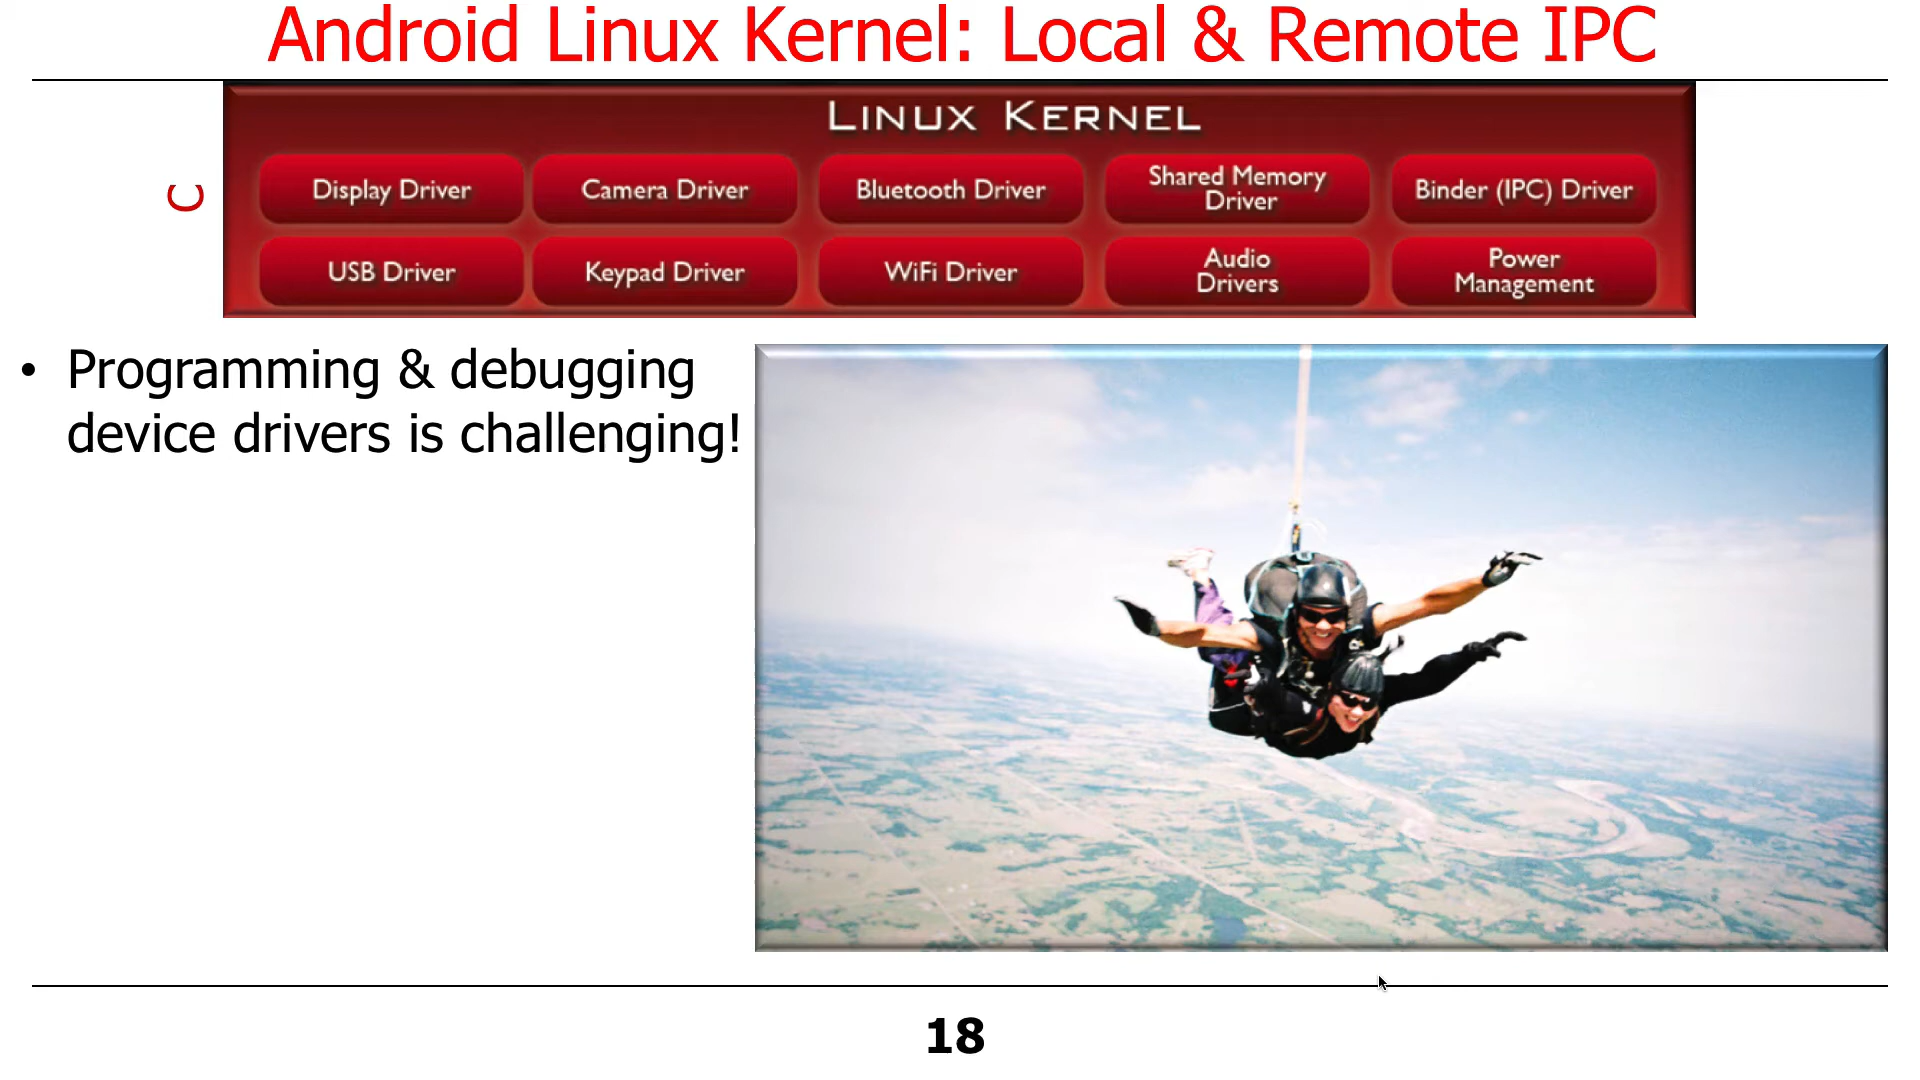 Android Linux Kernel: Local & Remote IPC
LINUX KERNEL
C
Display Driver
Camera Driver
Bluetooth Driver
Shared Memory
Driver
Binder (IPC) Driver
USB Driver
Keypad Driver
WiFi Driver
Audio
Drivers
Power
Management
• Programming & debugging
device drivers is challenging!
18